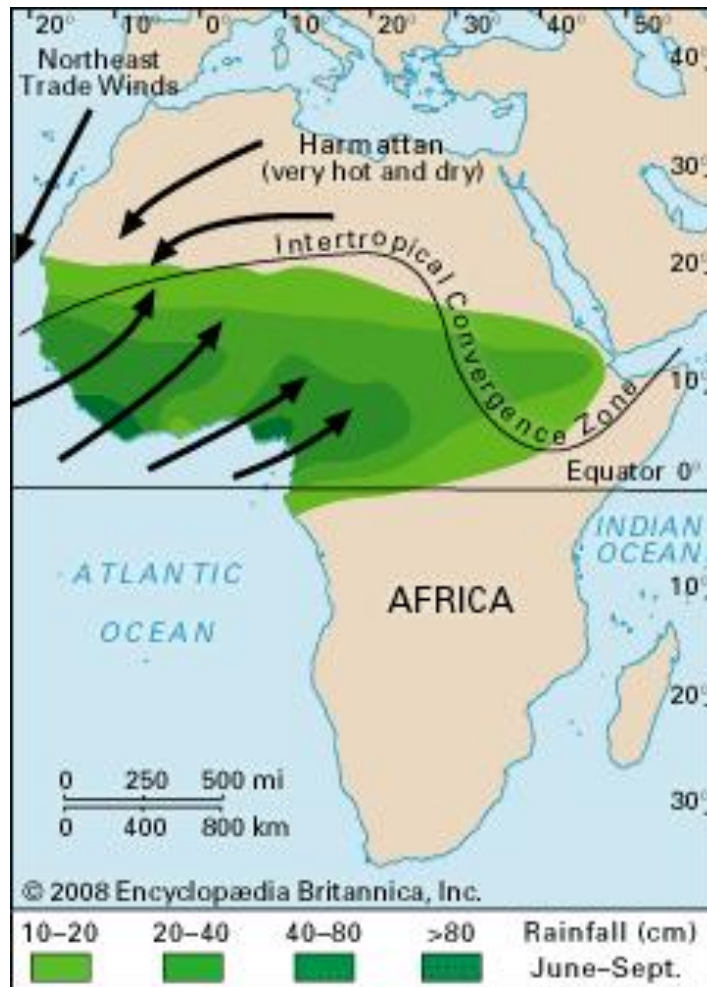 20° 10° 0° 10° 20° 30° 40° 50°
Northeast
Trade Winds
40°
Harmattan
(very hot and dry)
30°
Intertropical Convergence Zone
20°
10°
Equator 0°
INDIAN
OCEAN
ATLANTIC
OCEAN
AFRICA
10°
20°
0 250 500 mi
0 400 800 km
30°
© 2008 Encyclopædia Britannica, Inc.
10–20 20–40 40–80 >80 Rainfall (cm)
June–Sept.